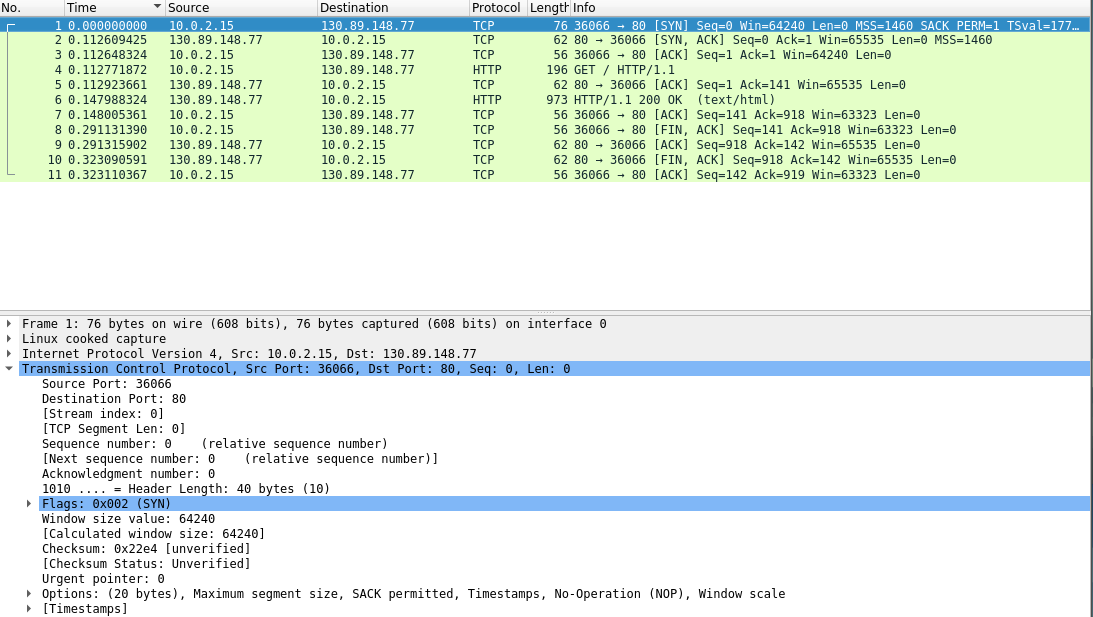 No. Time Source Destination Protocol Length Info
1 0.000000000 10.0.2.15 130.89.148.77 TCP 76 36066 → 80 [SYN] Seq=0 Win=64240 Len=0 MSS=1460 SACK_PERM=1 TSval=177…
2 0.112609425 130.89.148.77 10.0.2.15 TCP 62 80 → 36066 [SYN, ACK] Seq=0 Ack=1 Win=65535 Len=0 MSS=1460
3 0.112648324 10.0.2.15 130.89.148.77 TCP 56 36066 → 80 [ACK] Seq=1 Ack=1 Win=64240 Len=0
4 0.112771872 10.0.2.15 130.89.148.77 HTTP 196 GET / HTTP/1.1
5 0.112923661 130.89.148.77 10.0.2.15 TCP 62 80 → 36066 [ACK] Seq=1 Ack=141 Win=65535 Len=0
6 0.147988324 130.89.148.77 10.0.2.15 HTTP 973 HTTP/1.1 200 OK (text/html)
7 0.148005361 10.0.2.15 130.89.148.77 TCP 56 36066 → 80 [ACK] Seq=141 Ack=918 Win=63323 Len=0
8 0.291131390 10.0.2.15 130.89.148.77 TCP 56 36066 → 80 [FIN, ACK] Seq=141 Ack=918 Win=63323 Len=0
9 0.291315902 130.89.148.77 10.0.2.15 TCP 62 80 → 36066 [ACK] Seq=918 Ack=142 Win=65535 Len=0
10 0.323090591 130.89.148.77 10.0.2.15 TCP 62 80 → 36066 [FIN, ACK] Seq=918 Ack=142 Win=65535 Len=0
11 0.323110367 10.0.2.15 130.89.148.77 TCP 56 36066 → 80 [ACK] Seq=142 Ack=919 Win=63323 Len=0
Frame 1: 76 bytes on wire (608 bits), 76 bytes captured (608 bits) on interface 0
Linux cooked capture
Internet Protocol Version 4, Src: 10.0.2.15, Dst: 130.89.148.77
Transmission Control Protocol, Src Port: 36066, Dst Port: 80, Seq: 0, Len: 0
Source Port: 36066
Destination Port: 80
[Stream index: 0]
[TCP Segment Len: 0]
Sequence number: 0 (relative sequence number)
[Next sequence number: 0 (relative sequence number)]
Acknowledgment number: 0
1010 .... = Header Length: 40 bytes (10)
Flags: 0x002 (SYN)
Window size value: 64240
[Calculated window size: 64240]
Checksum: 0x22e4 [unverified]
[Checksum Status: Unverified]
Urgent pointer: 0
Options: (20 bytes), Maximum segment size, SACK permitted, Timestamps, No-Operation (NOP), Window scale
[Timestamps]